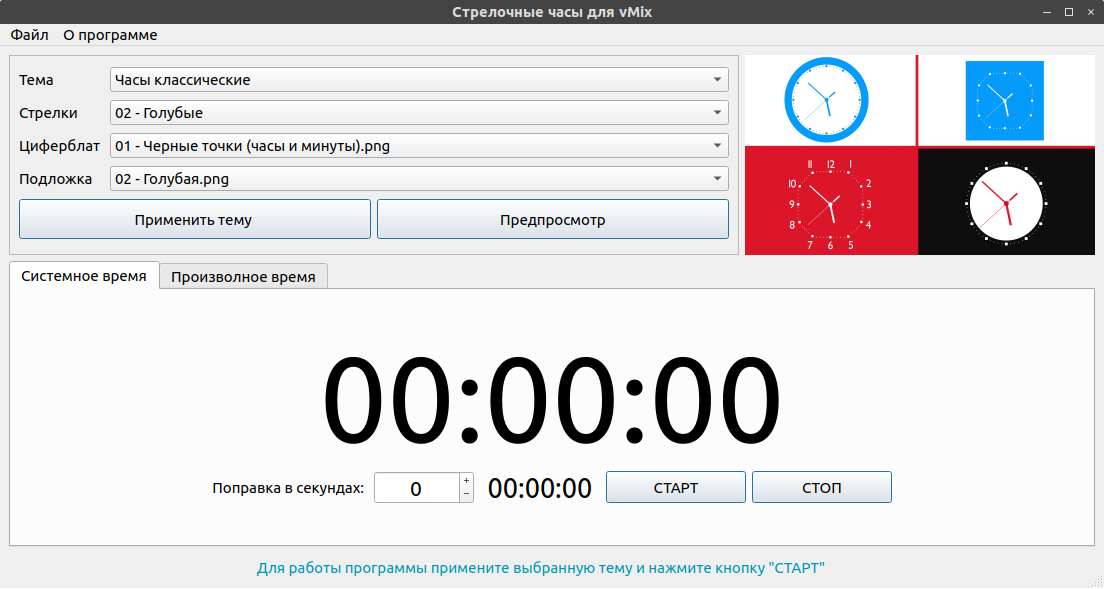 Стрелочные часы для vMix
Файл О программе
Тема Часы классические
Стрелки 02 - Голубые
Циферблат 01 - Черные точки (часы и минуты).png
Подложка 02 - Голубая.png
Применить тему Предпросмотр
11 12 1
10 2
9 3
8 4
7 6 5
Системное время Произвольное время
00:00:00
Поправка в секундах: 0 + - 00:00:00 СТАРТ СТОП
Для работы программы примените выбранную тему и нажмите кнопку "СТАРТ"